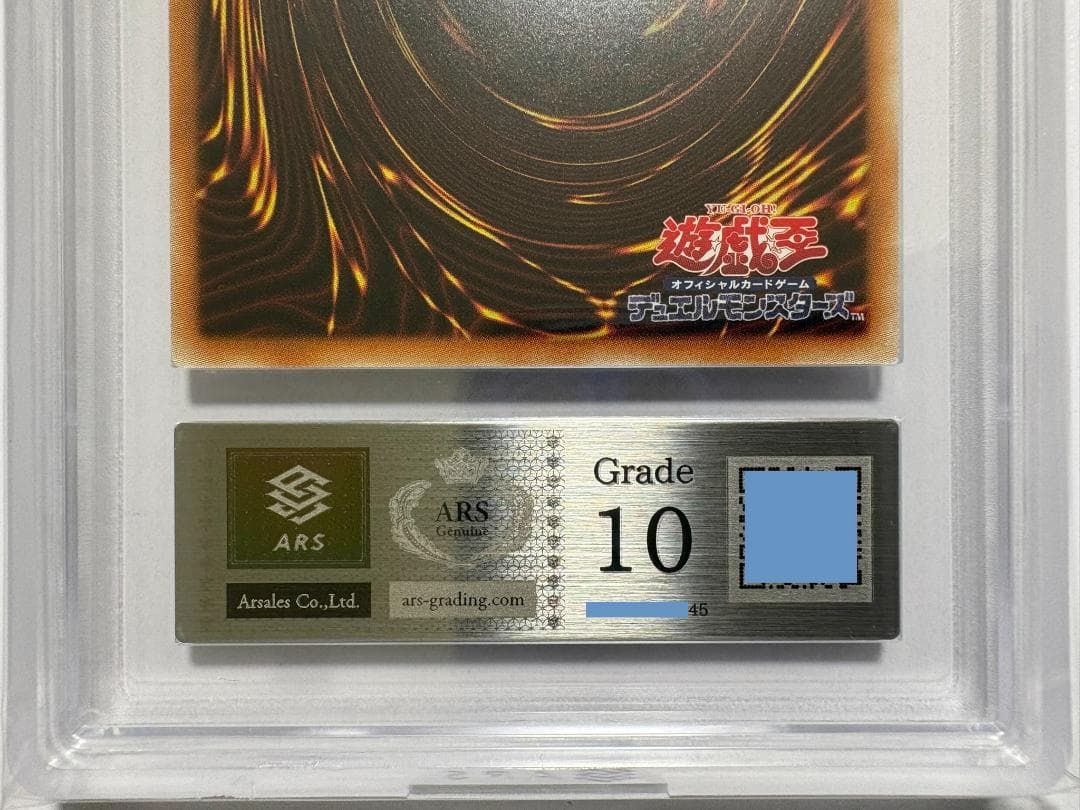 YU-GI-OH!
遊戯王
オフィシャルカードゲーム
デュエルモンスターズ™
ARS
Arsales Co.,Ltd.
ARS
Genuine
ars-grading.com
Grade
10
45